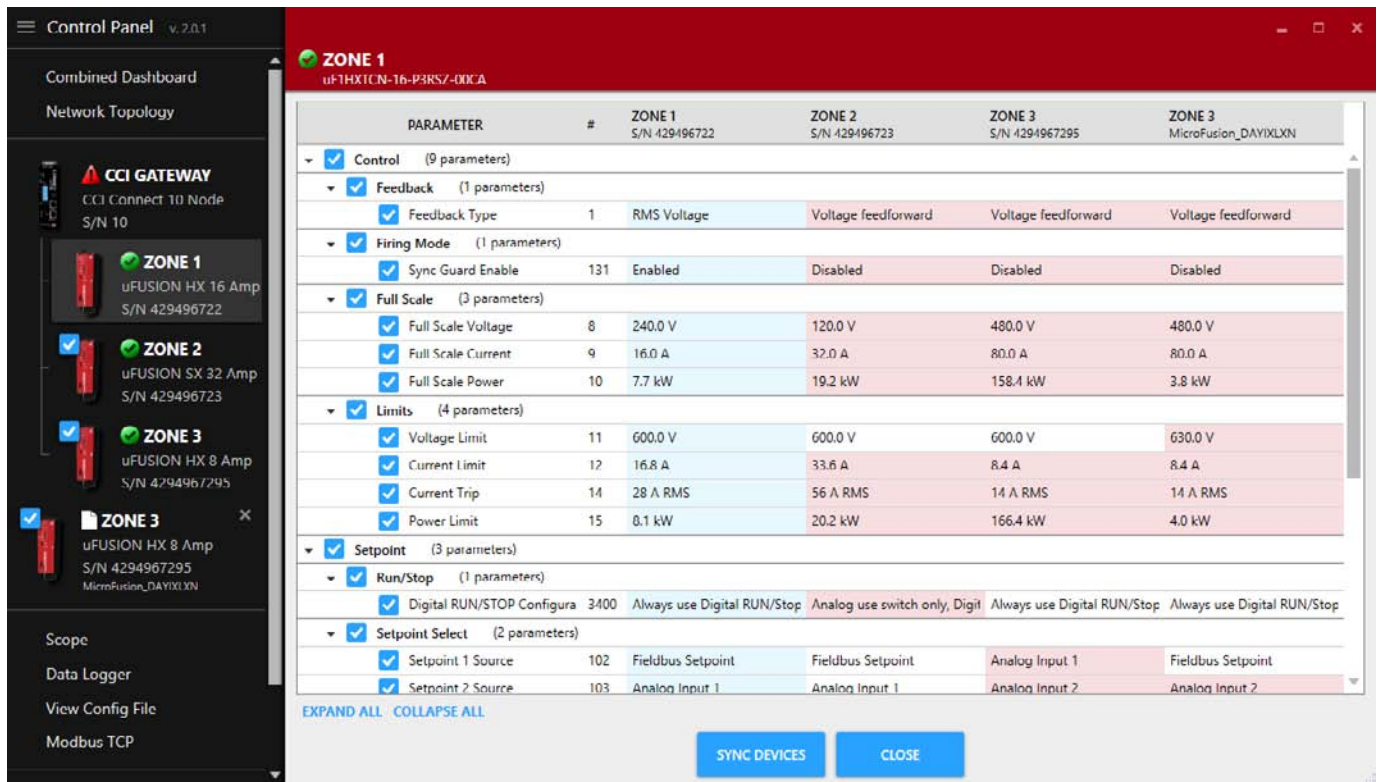 Control Panel v. 2.0.1
Combined Dashboard
Network Topology
CCI GATEWAY
CCI Connect 10 Node
S/N 10
ZONE 1
uFUSION HX 16 Amp
S/N 429496722
ZONE 2
uFUSION SX 32 Amp
S/N 429496723
ZONE 3
uFUSION HX 8 Amp
S/N 4294967295
ZONE 3
uFUSION HX 8 Amp
S/N 4294967295
MicroFusion_DAYIXLXN
Scope
Data Logger
View Config File
Modbus TCP
ZONE 1
uF1HXTCN-16-P3RSZ-00CA
PARAMETER # ZONE 1 ZONE 2 ZONE 3 ZONE 3
S/N 429496722 S/N 429496723 S/N 4294967295 MicroFusion_DAYIXLXN
Control (9 parameters)
Feedback (1 parameters)
Feedback Type 1 RMS Voltage Voltage feedforward Voltage feedforward Voltage feedforward
Firing Mode (1 parameters)
Sync Guard Enable 131 Enabled Disabled Disabled Disabled
Full Scale (3 parameters)
Full Scale Voltage 8 240.0 V 120.0 V 480.0 V 480.0 V
Full Scale Current 9 16.0 A 32.0 A 80.0 A 80.0 A
Full Scale Power 10 7.7 kW 19.2 kW 158.4 kW 3.8 kW
Limits (4 parameters)
Voltage Limit 11 600.0 V 600.0 V 600.0 V 630.0 V
Current Limit 12 16.8 A 33.6 A 8.4 A 8.4 A
Current Trip 14 28 A RMS 56 A RMS 14 A RMS 14 A RMS
Power Limit 15 8.1 kW 20.2 kW 166.4 kW 4.0 kW
Setpoint (3 parameters)
Run/Stop (1 parameters)
Digital RUN/STOP Configura 3400 Always use Digital RUN/Stop Analog use switch only, Digit Always use Digital RUN/Stop Always use Digital RUN/Stop
Setpoint Select (2 parameters)
Setpoint 1 Source 102 Fieldbus Setpoint Fieldbus Setpoint Analog Input 1 Fieldbus Setpoint
Setpoint 2 Source 103 Analog Input 1 Analog Input 1 Analog Input 2 Analog Input 2
EXPAND ALL COLLAPSE ALL
SYNC DEVICES CLOSE